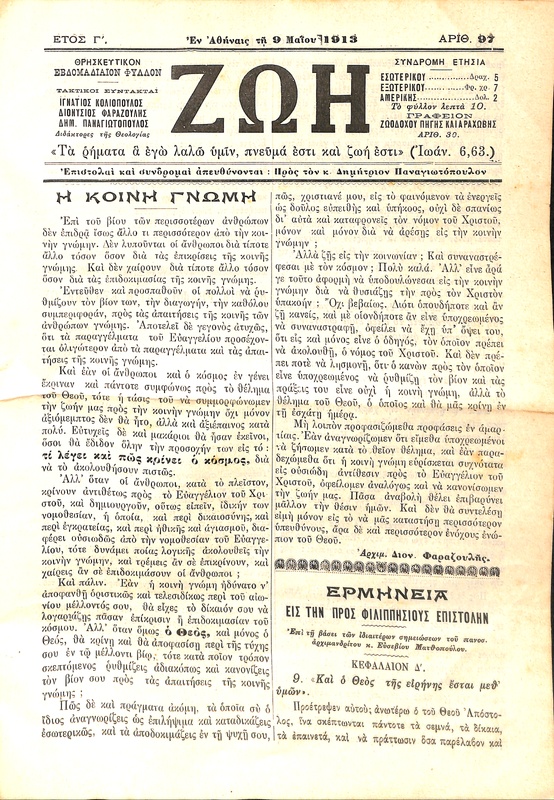 ΕΤΟΣ Γ΄.
Ἐν Ἀθήναις τῇ 9 Μαΐου 1913
ΑΡΙΘ. 97
ΘΡΗΣΚΕΥΤΙΚΟΝ
ΕΒΔΟΜΑΔΙΑΙΟΝ ΦΥΛΛΟΝ
ΤΑΚΤΙΚΟΙ ΣΥΝΤΑΚΤΑΙ
ΙΓΝΑΤΙΟΣ ΚΟΛΙΟΠΟΥΛΟΣ
ΔΙΟΝΥΣΙΟΣ ΦΑΡΑΖΟΥΛΗΣ
ΔΗΜ. ΠΑΝΑΓΙΩΤΟΠΟΥΛΟΣ
Διδάκτορες τῆς Θεολογίας
ΖΩΗ
ΣΥΝΔΡΟΜΗ ΕΤΗΣΙΑ
ΕΣΩΤΕΡΙΚΟΥ............Δραχ. 5
ΕΞΩΤΕΡΙΚΟΥ.........Φρ. χρ. 7
ΑΜΕΡΙΚΗΣ................Δολ. 2
Τὸ φύλλον λεπτὰ 10.
ΓΡΑΦΕΙΟΝ
ΖΩΟΔΟΧΟΥ ΠΗΓΗΣ ΚΑΙ ΑΡΑΧΩΒΗΣ
ΑΡΙΘ. 30.
«Τὰ ῥήματα ἃ ἐγὼ λαλῶ ὑμῖν, πνεῦμά ἐστι καὶ ζωή ἐστι» (Ἰωάν. 6,63.)
Ἐπιστολαὶ καὶ συνδρομαὶ ἀπευθύνονται : Πρὸς τὸν κ. Δημήτριον Παναγιωτόπουλον
Η ΚΟΙΝΗ ΓΝΩΜΗ
Ἐπὶ τοῦ βίου τῶν περισσοτέρων ἀνθρώπων
δὲν ἐπιδρᾷ ἴσως ἄλλο τι περισσότερον ἀπὸ τὴν κοι-
νὴν γνώμην. Δὲν λυποῦνται οἱ ἄνθρωποι διὰ τίποτε
ἄλλο τόσον ὅσον διὰ τὰς ἐπικρίσεις τῆς κοινῆς
γνώμης. Καὶ δὲν χαίρουν διὰ τίποτε ἄλλο τόσον
ὅσον διὰ τὰς ἐπιδοκιμασίας τῆς κοινῆς γνώμης.
Ἐντεῦθεν καὶ προσπαθοῦν οἱ πολλοὶ νὰ ρυ-
θμίζουν τὸν βίον των, τὴν διαγωγήν, τὴν καθόλου
συμπεριφοράν, πρὸς τὰς ἀπαιτήσεις τῆς κοινῆς τῶν
ἀνθρώπων γνώμης. Ἀποτελεῖ δὲ γεγονὸς ἀτυχῶς,
ὅτι τὰ παραγγέλματα τοῦ Εὐαγγελίου προσέχον-
ται ὀλιγώτερον ἀπὸ τὰ παραγγέλματα καὶ τὰς ἀπαι-
τήσεις τῆς κοινῆς γνώμης.
Καὶ ἐὰν οἱ ἄνθρωποι καὶ ὁ κόσμος ἐν γένει
ἔκριναν καὶ πάντοτε συμφώνως πρὸς τὸ θέλημα
τοῦ Θεοῦ, τότε ἡ τάσις τοῦ νὰ συμμορφώνωμεν
τὴν ζωήν μας πρὸς τὴν κοινὴν γνώμην ὄχι μόνον
ἀξιόμεμπτος δὲν θὰ ἦτο, ἀλλὰ καὶ ἀξιέπαινος κατὰ
πολύ. Εὐτυχεῖς δὲ καὶ μακάριοι θὰ ἦσαν ἐκεῖνοι,
ὅσοι θὰ ἔδιδον ὅλην τὴν προσοχήν των εἰς τό :
τί λέγει καὶ πῶς κρίνει ὁ κόσμος, διὰ
νὰ τὸ ἀκολουθήσουν πιστῶς.
Ἀλλ' ὅταν οἱ ἄνθρωποι, κατὰ τὸ πλεῖστον,
κρίνουν ἀντιθέτως πρὸς τὸ Εὐαγγέλιον τοῦ Χρι-
στοῦ, καὶ δημιουργοῦν, οὕτως εἰπεῖν, ἰδικήν των
νομοθεσίαν, ἡ ὁποία, καὶ περὶ δικαιοσύνης, καὶ
περὶ ἐγκρατείας, καὶ περὶ ἠθικῆς καὶ ἁγιασμοῦ, δια-
φέρει οὐσιωδῶς ἀπὸ τὴν νομοθεσίαν τοῦ Εὐαγγε-
λίου, τότε δυνάμει ποίας λογικῆς ἀκολουθεῖς τὴν
κοινὴν γνώμην, καὶ τρέμεις ἂν σὲ ἐπικρίνουν, καὶ
χαίρεις ἂν σὲ ἐπιδοκιμάσουν οἱ ἄνθρωποι ;
Καὶ πάλιν. Ἐὰν ἡ κοινὴ γνώμη ἠδύνατο ν'
ἀποφανθῇ ὁριστικῶς καὶ τελεσιδίκως περὶ τοῦ αἰω-
νίου μέλλοντός σου, θὰ εἶχες τὸ δίκαιόν σου νὰ
λογαριάζῃς πᾶσαν ἐπίκρισιν ἢ ἐπιδοκιμασίαν τοῦ
κόσμου. Ἀλλ' ὅταν ὅμως ὁ Θεός, καὶ μόνος ὁ
Θεός, θὰ κρίνῃ καὶ θὰ ἀποφασίσῃ περὶ τῆς τύχης
σου ἐν τῷ μέλλοντι βίῳ, τότε κατὰ ποῖον τρόπον
σκεπτόμενος ρυθμίζεις ἀδιακόπως καὶ κανονίζεις
τὸν βίον σου πρὸς τὰς ἀπαιτήσεις τῆς κοινῆς
γνώμης ;
Πῶς δὲ καὶ πράγματα ἀκόμη, τὰ ὁποῖα σὺ ὁ
ἴδιος ἀναγνωρίζεις ὡς ἐπιλήψιμα καὶ καταδικάζεις
ἐσωτερικῶς, καὶ τὰ ἀποδοκιμάζεις ἐν τῇ ψυχῇ σου,
πῶς, χριστιανέ μου, εἰς τὸ φαινόμενον τὰ ἐνεργεῖς
ὡς δοῦλος εὐπειθὴς καὶ ὑπήκοος, οὐχὶ δὲ σπανίως
δι' αὐτὰ καὶ καταφρονεῖς τὸν νόμον τοῦ Χριστοῦ,
μόνον καὶ μόνον διὰ νὰ ἀρέσῃς εἰς τὴν κοινὴν
γνώμην ;
Ἀλλὰ ζῇς εἰς τὴν κοινωνίαν ; Καὶ συναναστρέ-
φεσαι μὲ τὸν κόσμον ; Πολὺ καλά. Ἀλλ' εἶνε ἆρά
γε τοῦτο ἀφορμὴ νὰ ὑποδουλώνεσαι εἰς τὴν κοινὴν
γνώμην διὰ νὰ θυσιάζῃς τὴν πρὸς τὸν Χριστὸν
ὑπακοήν ; Ὄχι βεβαίως. Διότι ὁπουδήποτε καὶ ἂν
ζῇ κανείς, καὶ μὲ οἱονδήποτε ἂν εἶνε ὑποχρεωμένος
νὰ συναναστραφῇ, ὀφείλει νὰ ἔχῃ ὑπ' ὄψει του,
ὅτι εἷς καὶ μόνος εἶνε ὁ ὁδηγός, τὸν ὁποῖον πρέπει
νὰ ἀκολουθῇ, ὁ νόμος τοῦ Χριστοῦ. Καὶ δὲν πρέ-
πει ποτὲ νὰ λησμονῇ, ὅτι ὁ κανὼν πρὸς τὸν ὁποῖον
εἶνε ὑποχρεωμένος νὰ ρυθμίζῃ τὸν βίον καὶ τὰς
πράξεις του εἶνε οὐχὶ ἡ κοινὴ γνώμη, ἀλλὰ τὸ
θέλημα τοῦ Θεοῦ, ὁ ὁποῖος καὶ θὰ μᾶς κρίνῃ ἐν
τῇ ἐσχάτῃ ἡμέρᾳ.
Μὴ λοιπὸν προφασιζόμεθα προφάσεις ἐν ἁμαρ-
τίαις. Ἐὰν ἀναγνωρίζωμεν ὅτι εἴμεθα ὑποχρεωμένοι
νὰ ζήσωμεν κατὰ τὸ θεῖον θέλημα, καὶ ἐὰν παρα-
δεχώμεθα ὅτι ἡ κοινὴ γνώμη εὑρίσκεται συχνότατα
εἰς οὐσιώδη ἀντίθεσιν πρὸς τὸ Εὐαγγέλιον τοῦ
Χριστοῦ, ὀφείλομεν ἀναλόγως καὶ νὰ κανονίσωμεν
τὴν ζωήν μας. Πᾶσα ἀναβολὴ θέλει ἐπιβαρύνει
μᾶλλον τὴν θέσιν ἡμῶν. Καὶ δὲν θὰ συντελέσῃ
εἰμὴ μόνον εἰς τὸ νὰ μᾶς καταστήσῃ περισσότερον
ὑπευθύνους, ἄρα δὲ καὶ περισσότερον ἐνόχους ἐνώ-
πιον τοῦ Θεοῦ.
Ἀρχιμ. Διον. Φαραζουλῆς.
ΕΡΜΗΝΕΙΑ
ΕΙΣ ΤΗΝ ΠΡΟΣ ΦΙΛΙΠΠΗΣΙΟΥΣ ΕΠΙΣΤΟΛΗΝ
Ἐπὶ τῇ βάσει τῶν ἰδιαιτέρων σημειώσεων τοῦ πανοσ.
ἀρχιμανδρίτου κ. Εὐσεβίου Ματθοπούλου.
ΚΕΦΑΛΑΙΟΝ Δ΄.
9. «Καὶ ὁ Θεὸς τῆς εἰρήνης ἔσται μεθ'
ὑμῶν».
Προέτρεψεν αὐτοὺς ἀνωτέρω ὁ τοῦ Θεοῦ Ἀπόστο-
λος, ἵνα σκέπτωνται πάντοτε τὰ σεμνά, τὰ δίκαια,
τὰ ἐπαινετά, καὶ νὰ πράττωσιν ὅσα παρέλαβον καὶ